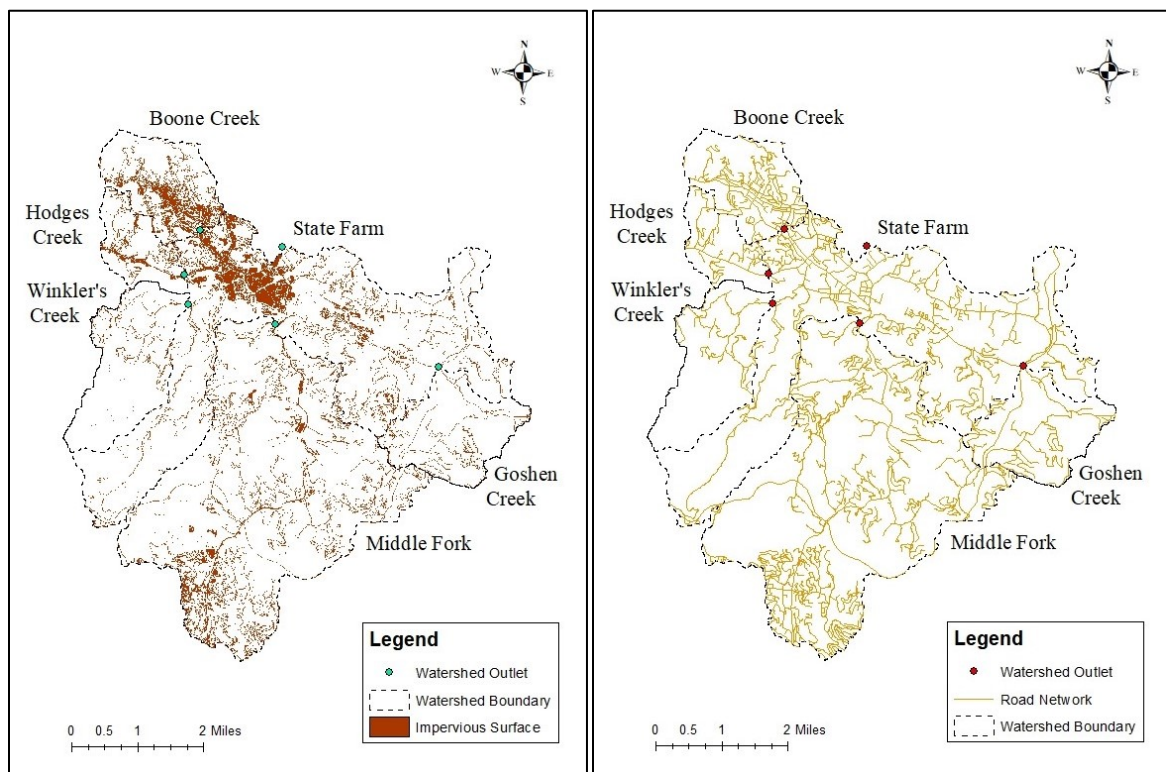 N
W E
S
Boone Creek
Hodges
Creek
State Farm
Winkler's
Creek
Goshen
Creek
Middle Fork
Legend
Watershed Outlet
Watershed Boundary
Impervious Surface
0 0.5 1 2 Miles
N
W E
S
Boone Creek
Hodges
Creek
State Farm
Winkler's
Creek
Goshen
Creek
Middle Fork
Legend
Watershed Outlet
Road Network
Watershed Boundary
0 0.5 1 2 Miles